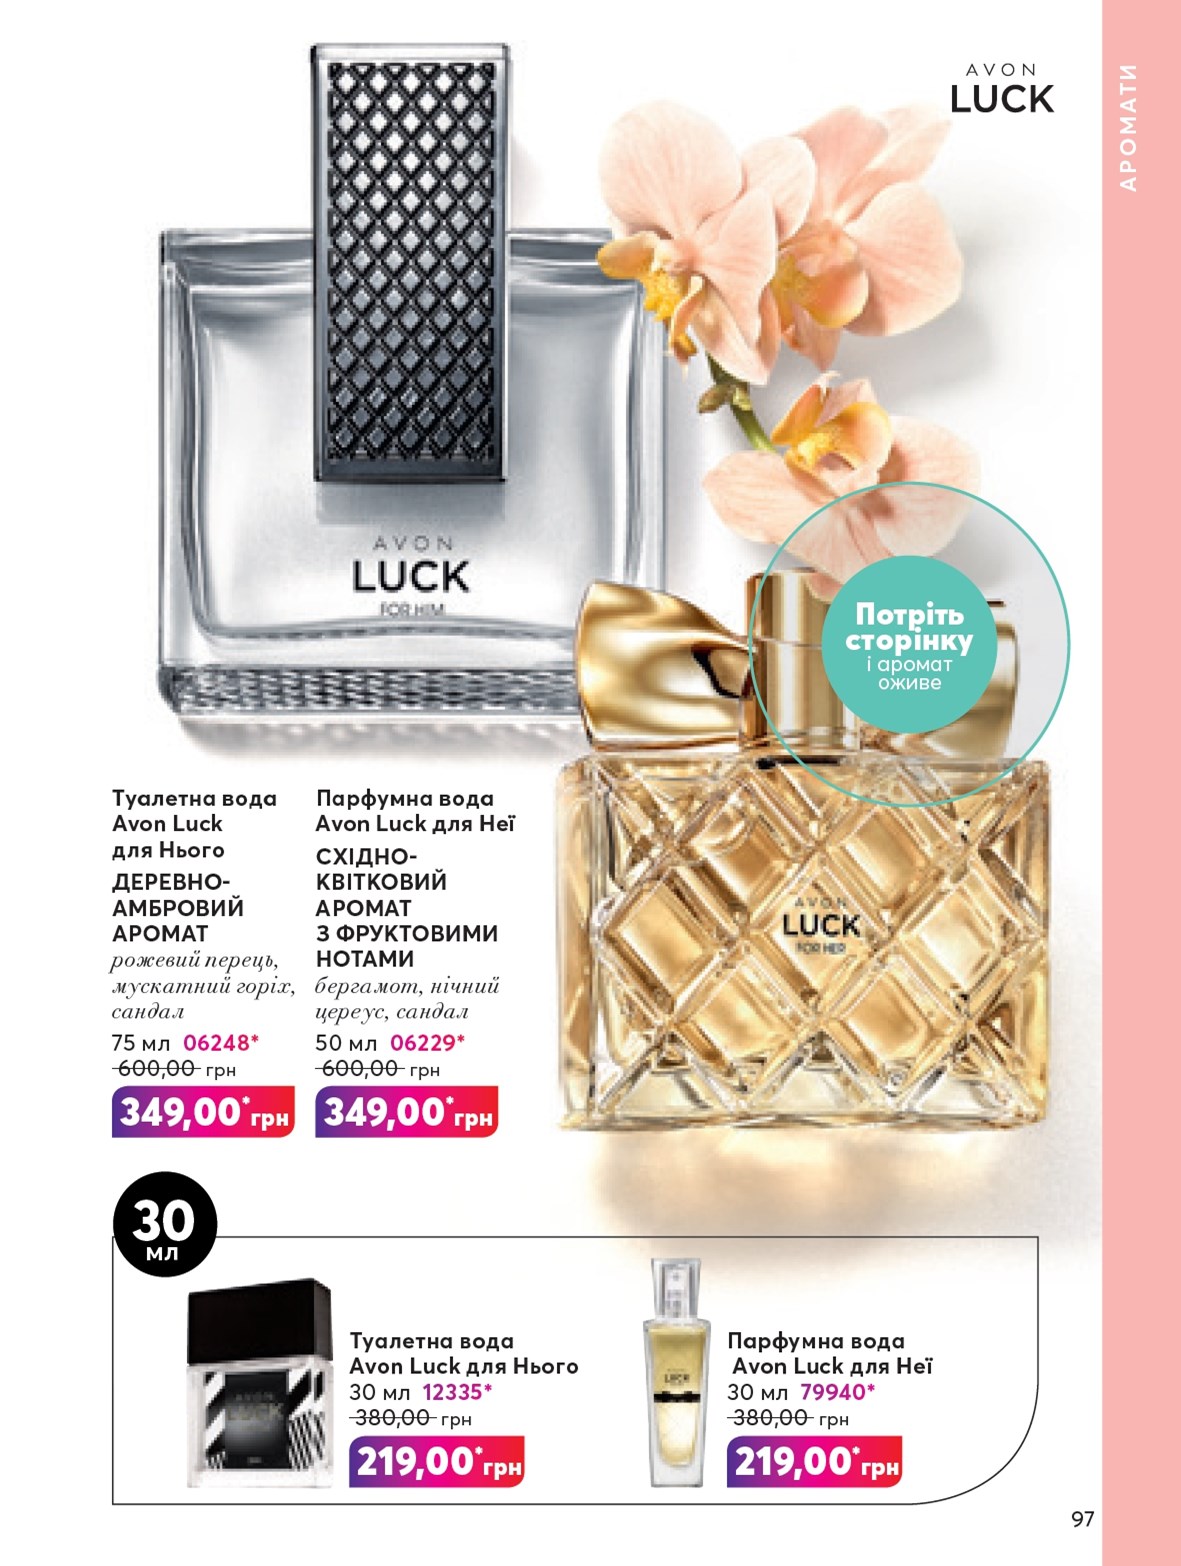 АРОМАТИ
AVON
LUCK
AVON
LUCK
FOR HIM
Потріть
сторінку
і аромат
оживе
AVON
LUCK
FOR HER
Туалетна вода
Avon Luck
для Нього
ДЕРЕВНО-
АМБРОВИЙ
АРОМАТ
рожевий перець,
мускатний горіх,
сандал
75 мл 06248*
600,00 грн
349,00*грн
Парфумна вода
Avon Luck для Неї
СХІДНО-
КВІТКОВИЙ
АРОМАТ
З ФРУКТОВИМИ
НОТАМИ
бергамот, нічний
цереус, сандал
50 мл 06229*
600,00 грн
349,00*грн
30
МЛ
AVON
LUCK
Туалетна вода
Avon Luck для Нього
30 мл 12335*
380,00 грн
219,00*грн
LUCK
Парфумна вода
Avon Luck для Неї
30 мл 79940*
380,00 грн
219,00*грн
97